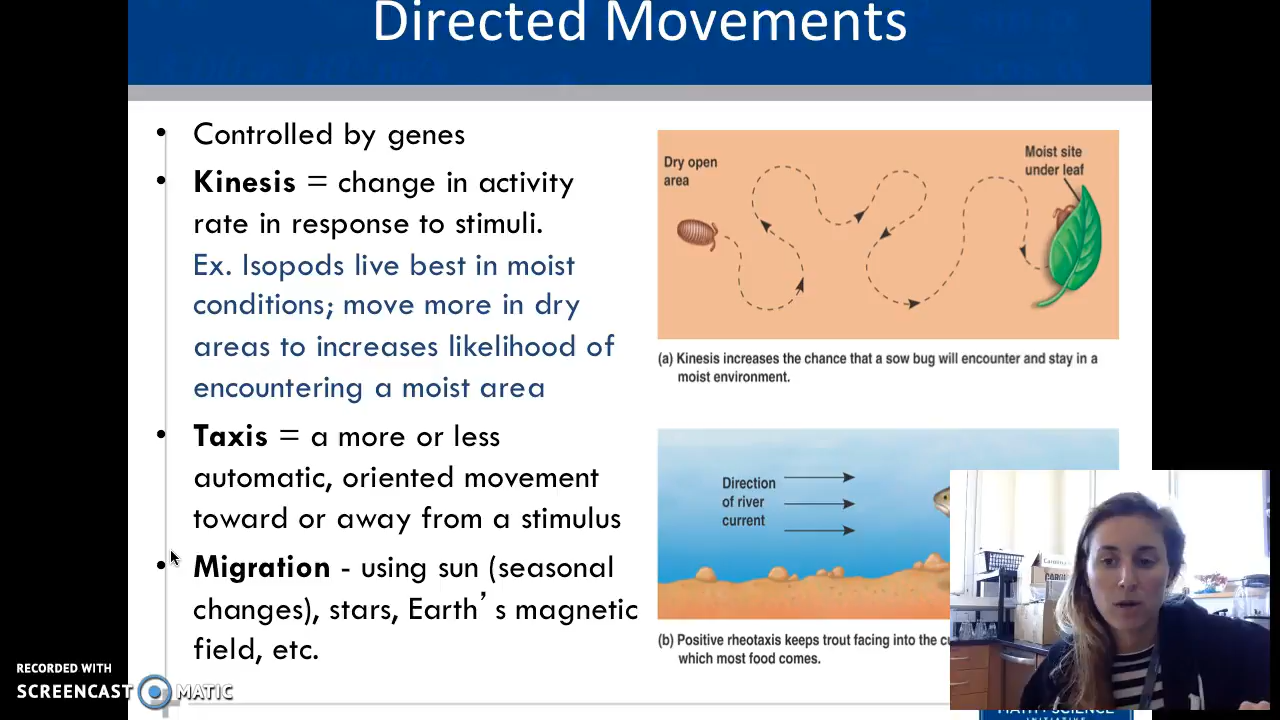 Directed Movements
• Controlled by genes
• Kinesis = change in activity
rate in response to stimuli.
Ex. Isopods live best in moist
conditions; move more in dry
areas to increases likelihood of
encountering a moist area
• Taxis = a more or less
automatic, oriented movement
toward or away from a stimulus
• Migration - using sun (seasonal
changes), stars, Earth's magnetic
field, etc.
Dry open
area
Moist site
under leaf
(a) Kinesis increases the chance that a sow bug will encounter and stay in a
moist environment.
Direction
of river
current
(b) Positive rheotaxis keeps trout facing into the
which most food comes.
RECORDED WITH
SCREENCAST MATIC
INITIATIVE